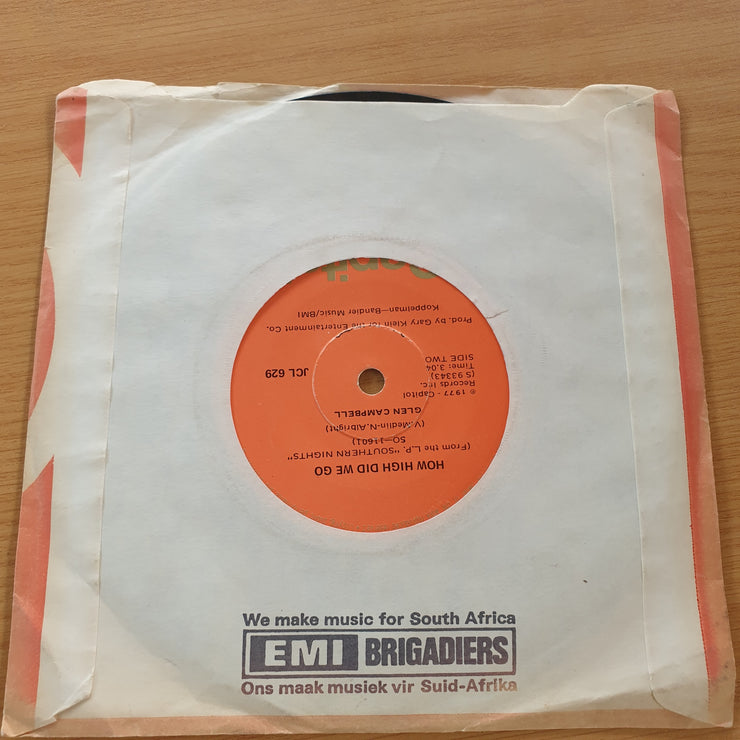 HOW HIGH DID WE GO
(From the L.P. "SOUTHERN NIGHTS"
SO—11601)
(V.Medlin-N.Albright)
GLEN CAMPBELL
℗ 1977 - Capitol
Records Inc.
(S 93343)
Time: 3.04
SIDE TWO
JCL 629
Prod. by Gary Klein for the Entertainment Co.
Koppelman—Bandier Music/BMI
We make music for South Africa
EMI BRIGADIERS
Ons maak musiek vir Suid-Afrika